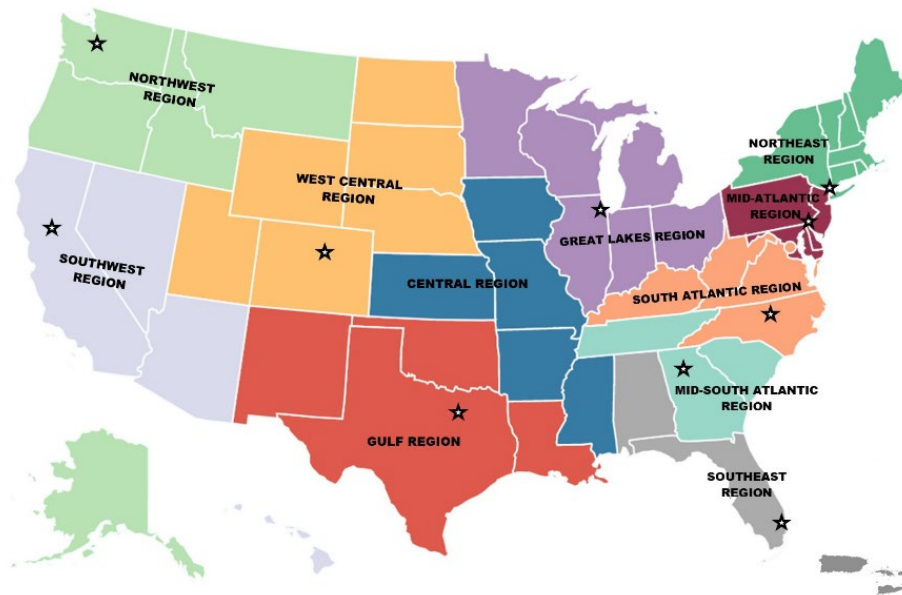 NORTHWEST
REGION
WEST CENTRAL
REGION
NORTHEAST
REGION
MID-ATLANTIC
REGION
GREAT LAKES REGION
SOUTHWEST
REGION
CENTRAL REGION
SOUTH ATLANTIC REGION
MID-SOUTH ATLANTIC
REGION
GULF REGION
SOUTHEAST
REGION